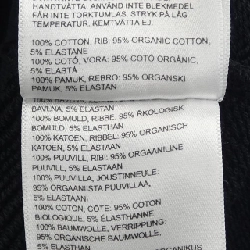 HANDTVÄTTA. ANVÄND INTE BLEKMEDEL
FÅR INTE TORKTUMLAS. STRYK PÅ LÅG
TEMPERATUR. KEMTVÄTTA EJ.
100% COTTON, RIB: 95% ORGANIC COTTON,
5% ELASTANE
100% COTÓ, VORA: 95% COTÓ ORGÀNIC,
5% ELASTÀ
100% PAMUK, REBRO: 95% ORGANSKI
PAMUK, 5% ELASTAN
BAVLNA, 5% ELASTAN
100% BOMULD, RIBBE: 95% ØKOLOGISK
BOMULD, 5% ELASTHAN
100% KATOEN, RIBBEL: 95% ORGANISCH
KATOEN, 5% ELASTAAN
100% PUUVILL, RIB: 95% ORGAANILINE
PUUVILL, 5% ELASTAAN
100% PUUVILLA, JOUSTINNEULE:
95% ORGAANISTA PUUVILLAA,
5% ELASTAANI
100% COTON, CÔTE: 95% COTON
BIOLOGIQUE, 5% ÉLASTHANNE
100% BAUMWOLLE, VERRIPPUNG:
95% ORGANISCHE BAUMWOLLE,
5% ELASTHAN